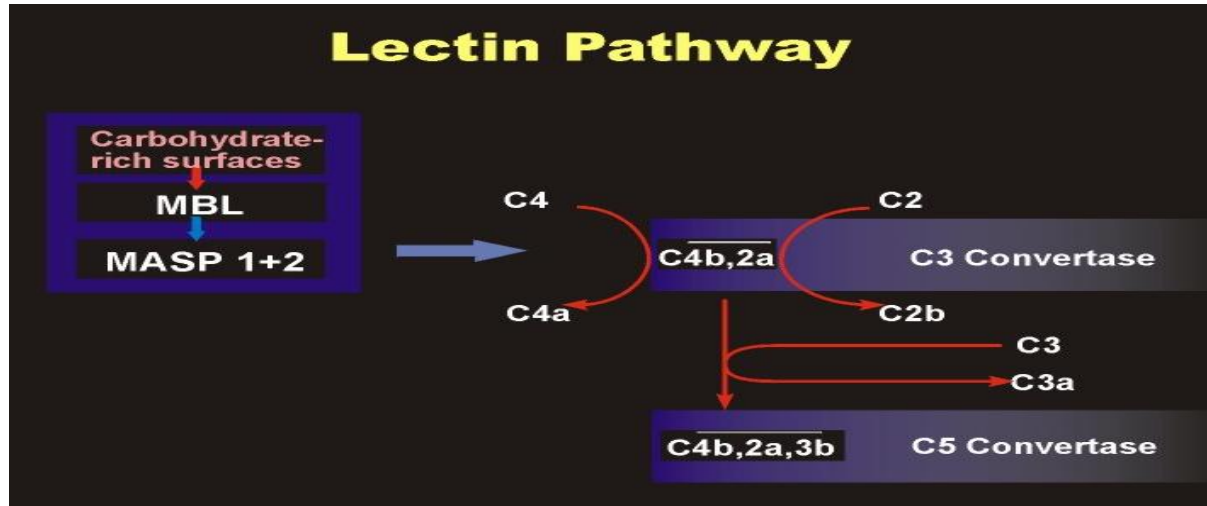 Lectin Pathway
Carbohydrate-
rich surfaces
MBL
MASP 1+2
C4
C2
C4b,2a
C3 Convertase
C4a
C2b
C3
C3a
C4b,2a,3b
C5 Convertase